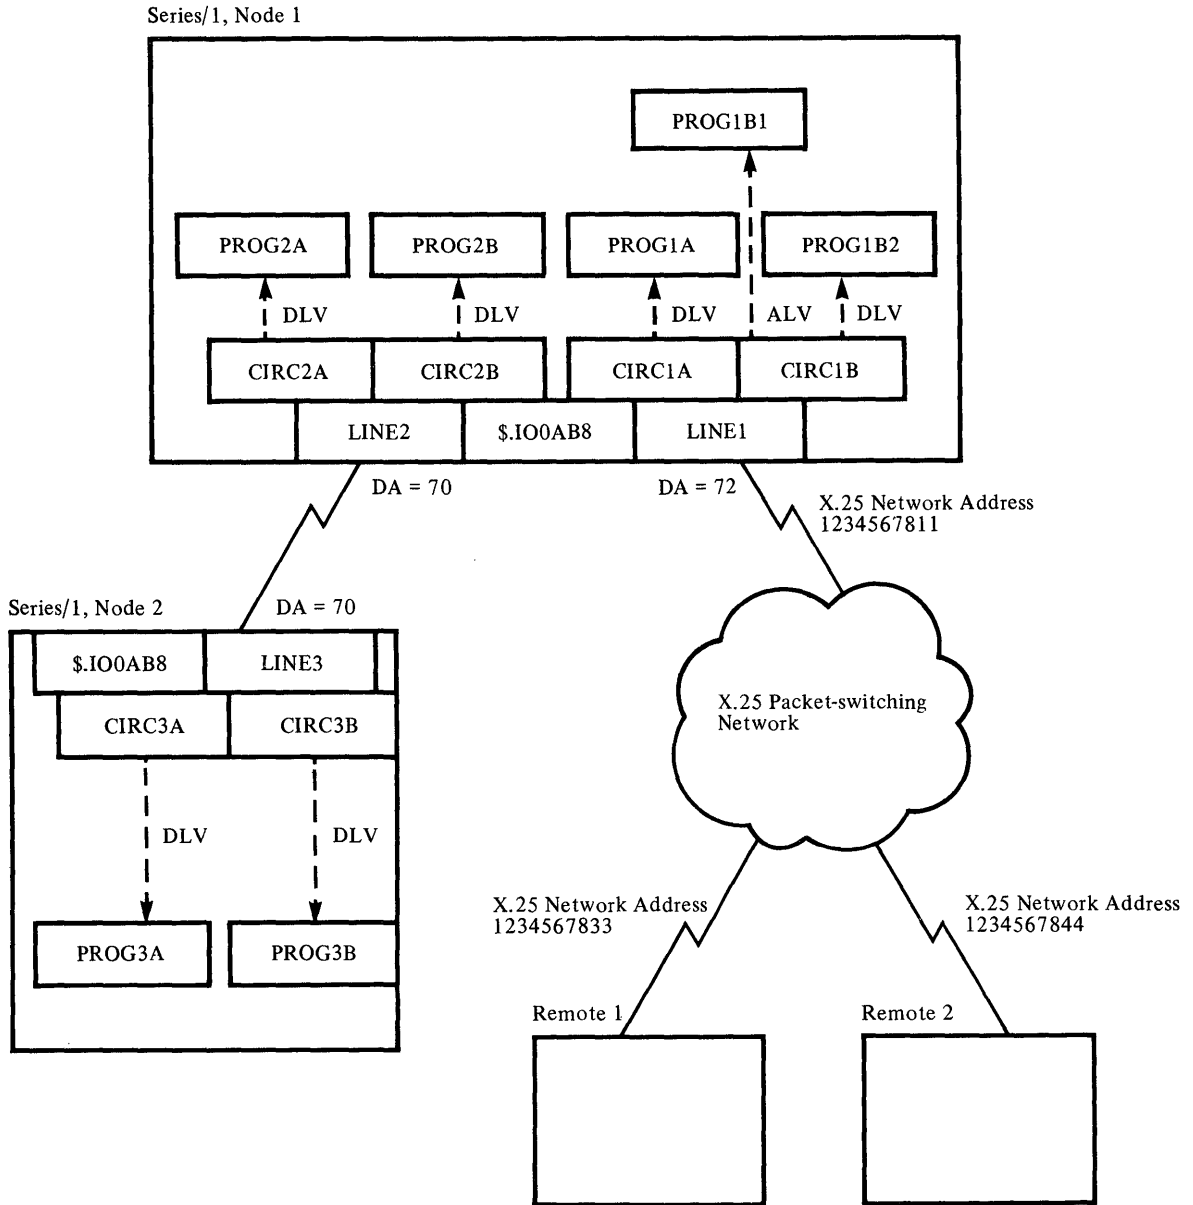 Series/1, Node 1
PROG1B1
PROG2A
PROG2B
PROG1A
PROG1B2
DLV
DLV
DLV
ALV
DLV
CIRC2A
CIRC2B
CIRC1A
CIRC1B
LINE2
$.IO0AB8
LINE1
DA = 70
DA = 72
X.25 Network Address
1234567811
Series/1, Node 2
DA = 70
$.IO0AB8
LINE3
CIRC3A
CIRC3B
DLV
DLV
PROG3A
PROG3B
X.25 Packet-switching
Network
X.25 Network Address
1234567833
X.25 Network Address
1234567844
Remote 1
Remote 2